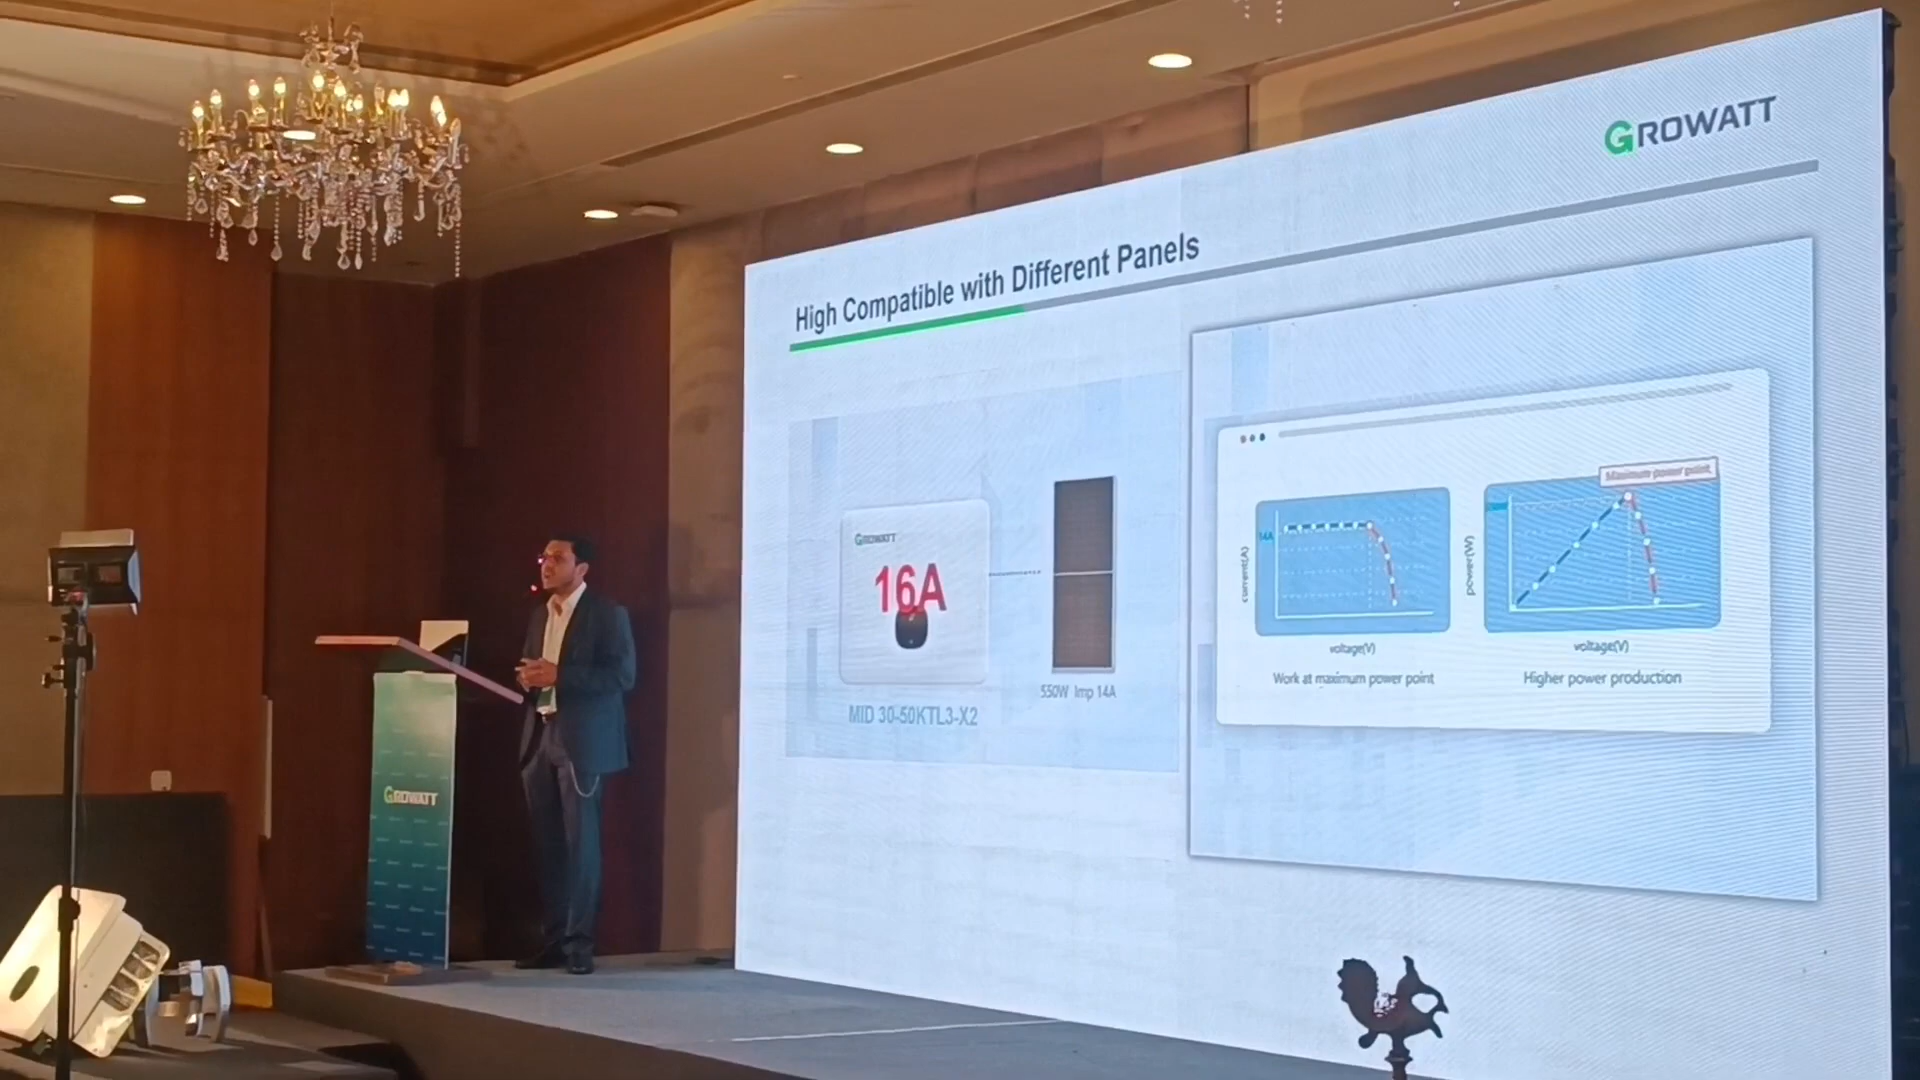 GROWATT
High Compatible with Different Panels
GROWATT
16A
MID 30-50KTL3-X2
550W Imp 14A
Maximum power point
14A
current(A)
voltage(V)
Work at maximum power point
power(W)
voltage(V)
Higher power production
GROWATT